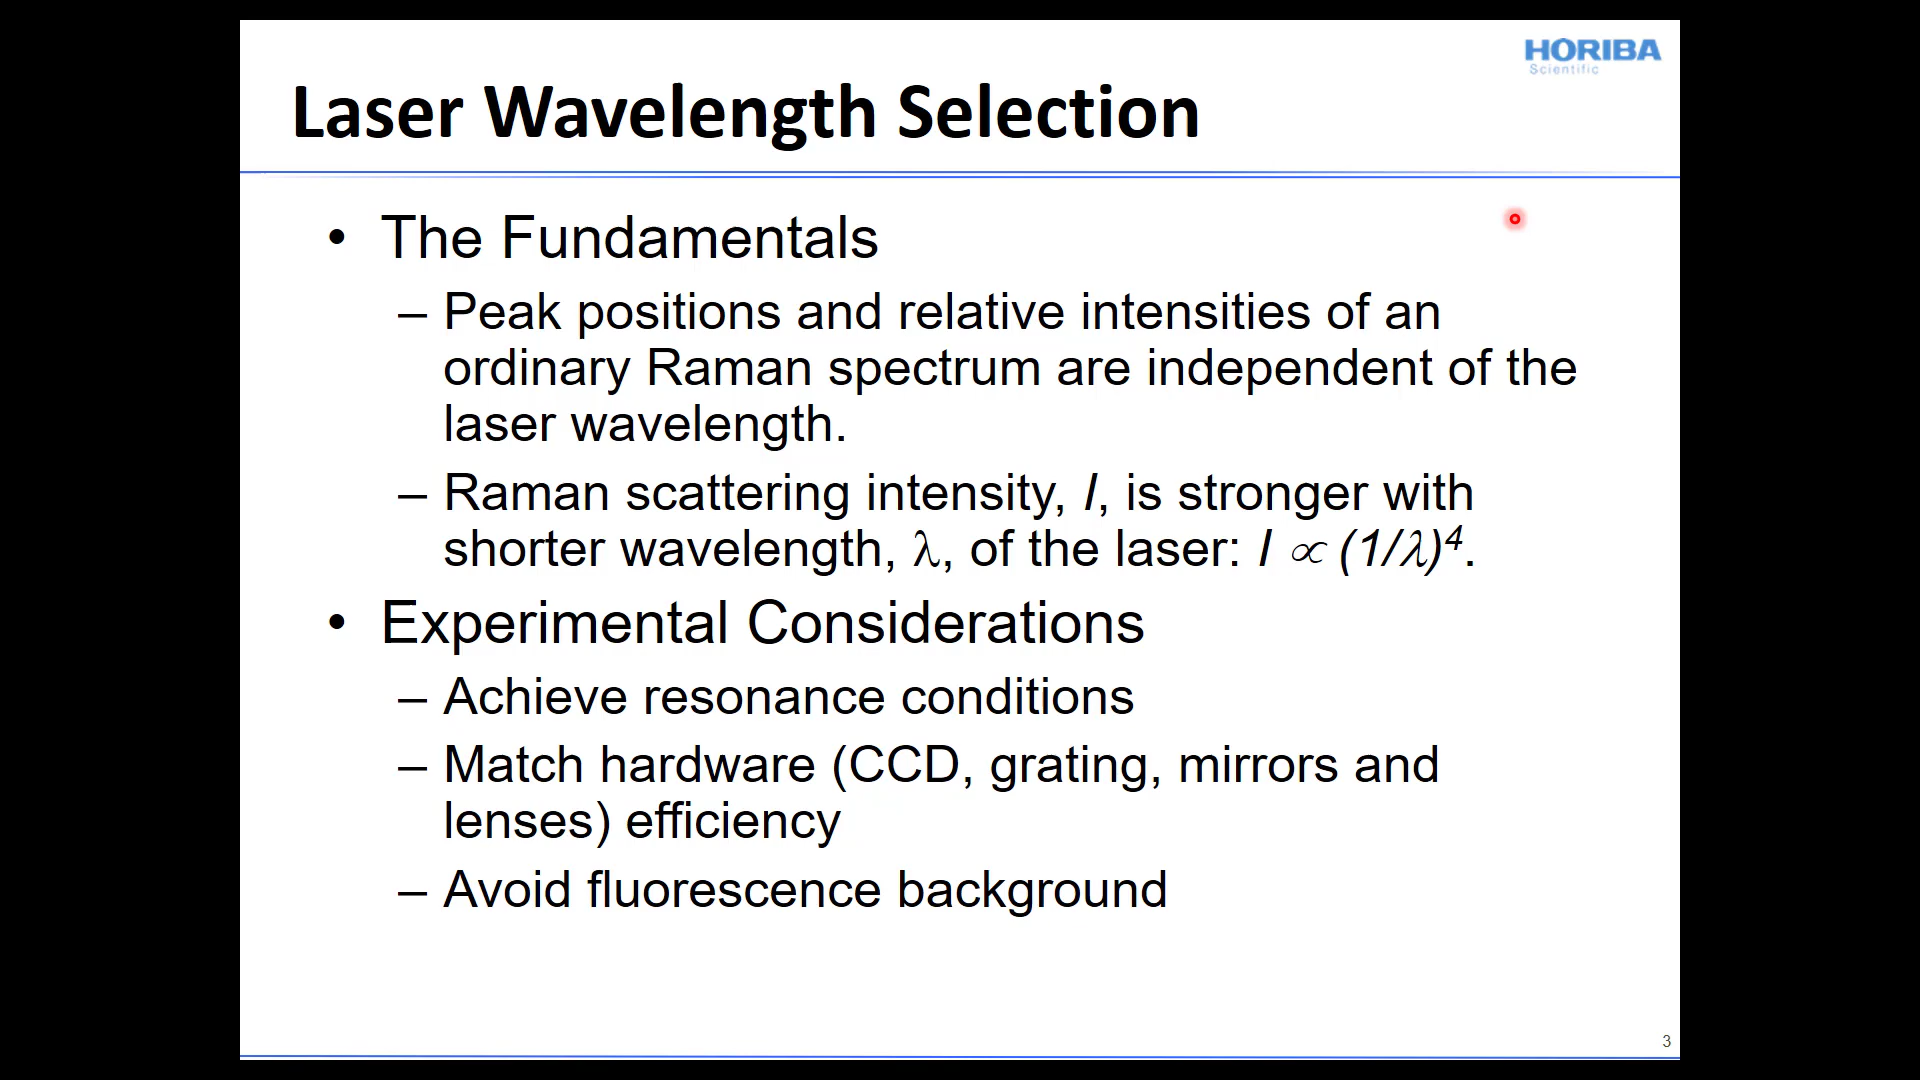 HORIBA
Scientific
Laser Wavelength Selection
• The Fundamentals
– Peak positions and relative intensities of an
ordinary Raman spectrum are independent of the
laser wavelength.
– Raman scattering intensity, I, is stronger with
shorter wavelength, λ, of the laser: I ∝ (1/λ)⁴.
• Experimental Considerations
– Achieve resonance conditions
– Match hardware (CCD, grating, mirrors and
lenses) efficiency
– Avoid fluorescence background
3